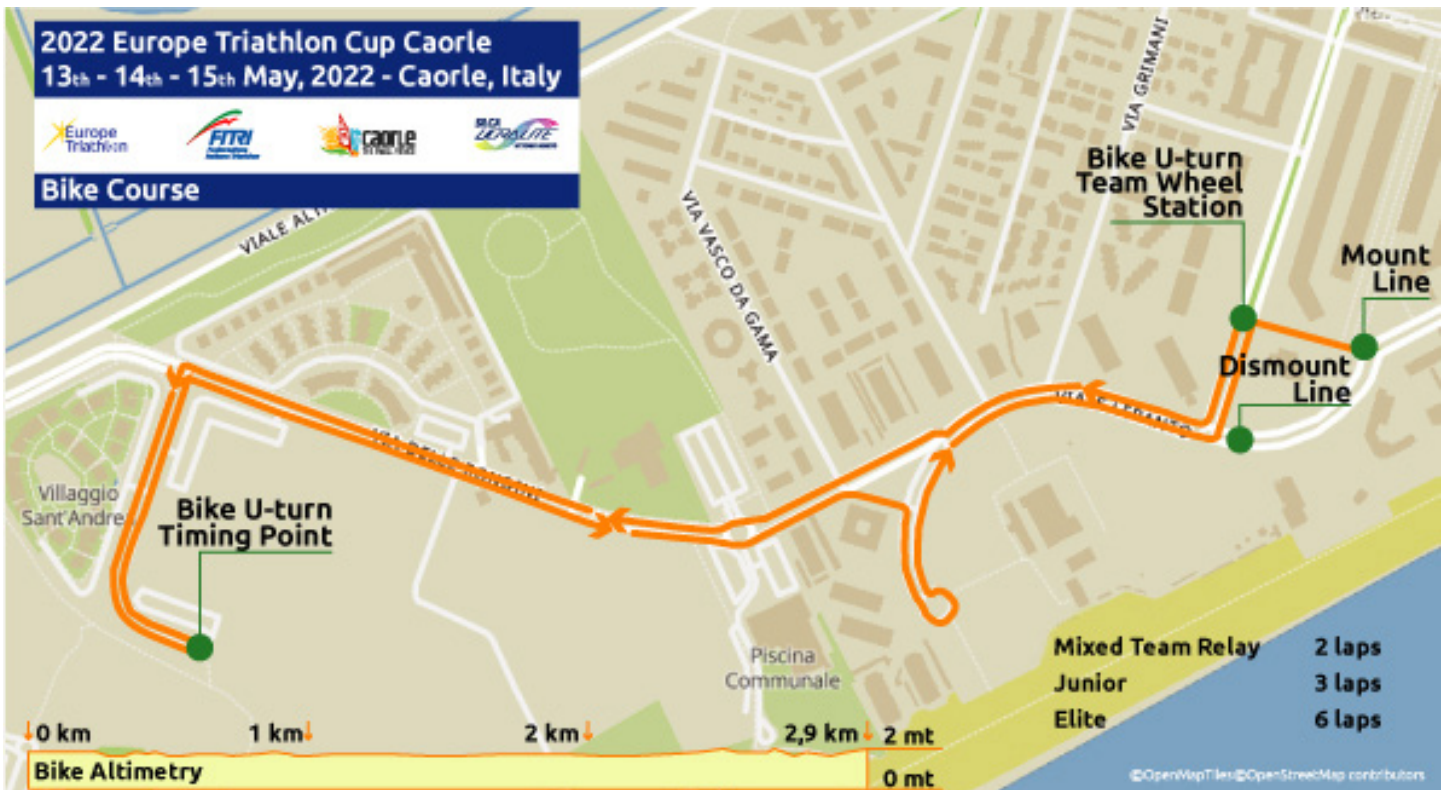 2022 Europe Triathlon Cup Caorle
13th - 14th - 15th May, 2022 - Caorle, Italy
Europe
Triathlon
FITRI
caorle
Bike Course
VIALE
VIA VASCO DA GAMA
VIA GRIMANI
Bike U-turn
Team Wheel
Station
Mount
Line
Dismount
Line
Villaggio
Sant'Andre
Bike U-turn
Timing Point
Piscina
Communale
Mixed Team Relay 2 laps
Junior 3 laps
Elite 6 laps
0 km 1 km 2 km 2,9 km 2 mt
Bike Altimetry 0 mt
©OpenMapTiles©OpenStreetMap contributors